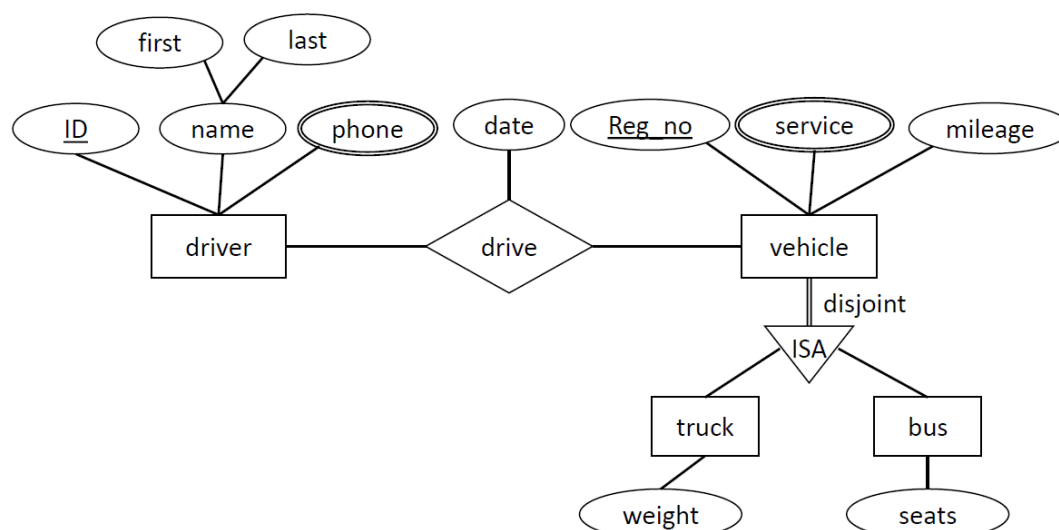 first
last
ID
name
phone
date
Reg_no
service
mileage
driver
drive
vehicle
disjoint
ISA
truck
bus
weight
seats